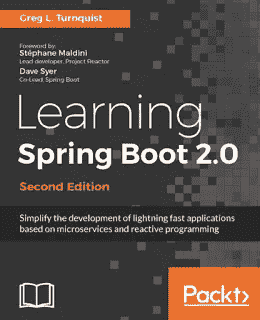 Greg L. Turnquist
Foreword by:
Stéphane Maldini
Lead developer, Project Reactor
Dave Syer
Co-Lead, Spring Boot
Learning
Spring Boot 2.0
Second Edition
Simplify the development of lightning fast applications
based on microservices and reactive programming
Packt>